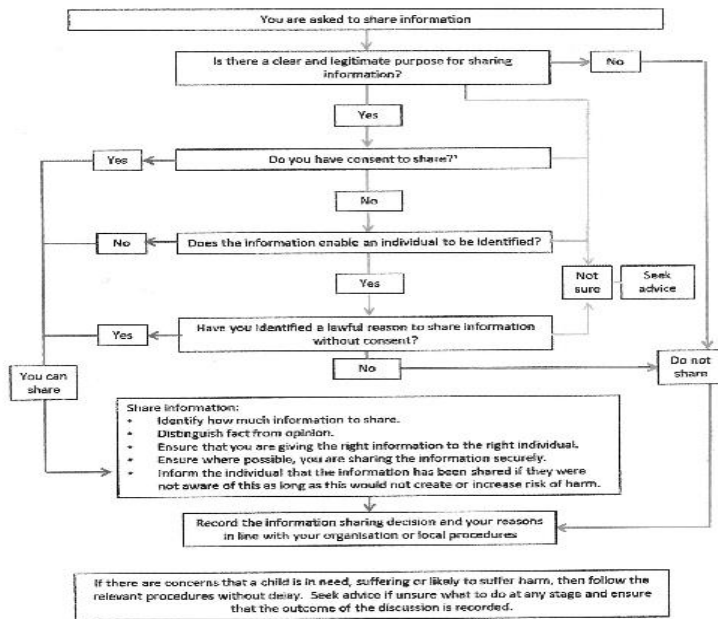 You are asked to share information
Is there a clear and legitimate purpose for sharing
information?
No
Yes
Yes
Do you have consent to share?¹
No
No
Does the information enable an individual to be identified?
Yes
Not
sure
Seek
advice
Yes
Have you identified a lawful reason to share information
without consent?
No
Do not
share
You can
share
Share information:
• Identify how much information to share.
• Distinguish fact from opinion.
• Ensure that you are giving the right information to the right individual.
• Ensure where possible, you are sharing the information securely.
• Inform the individual that the information has been shared if they were
not aware of this as long as this would not create or increase risk of harm.
Record the information sharing decision and your reasons
in line with your organisation or local procedures
If there are concerns that a child is in need, suffering or likely to suffer harm, then follow the
relevant procedures without delay. Seek advice if unsure what to do at any stage and ensure
that the outcome of the discussion is recorded.